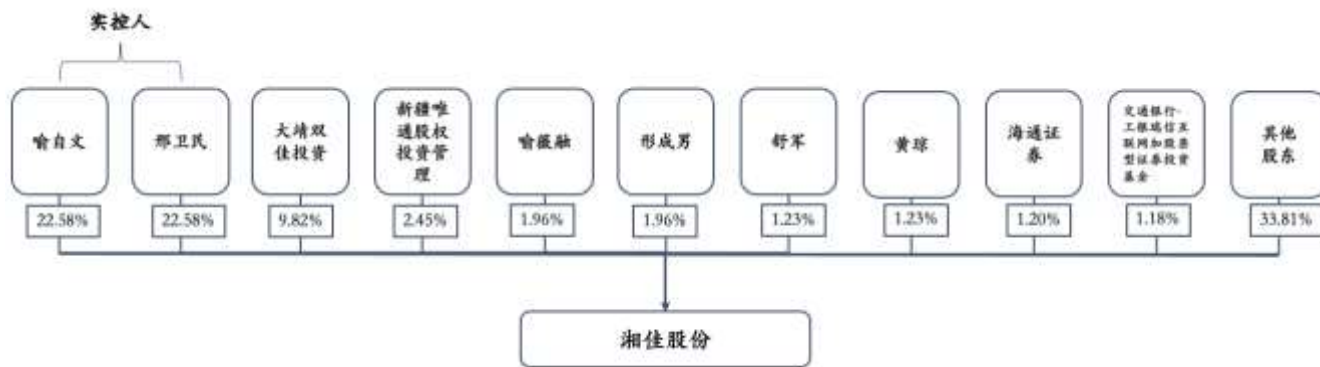 实控人
喻自文
邢卫民
大靖双
佳投资
新疆唯
通股权
投资管
理
喻薇融
形成男
舒军
黄琼
海通证
券
交通银行-
工银瑞信互
联网加股票
型证券投资
基金
其他
股东
22.58%
22.58%
9.82%
2.45%
1.96%
1.96%
1.23%
1.23%
1.20%
1.18%
33.81%
湘佳股份